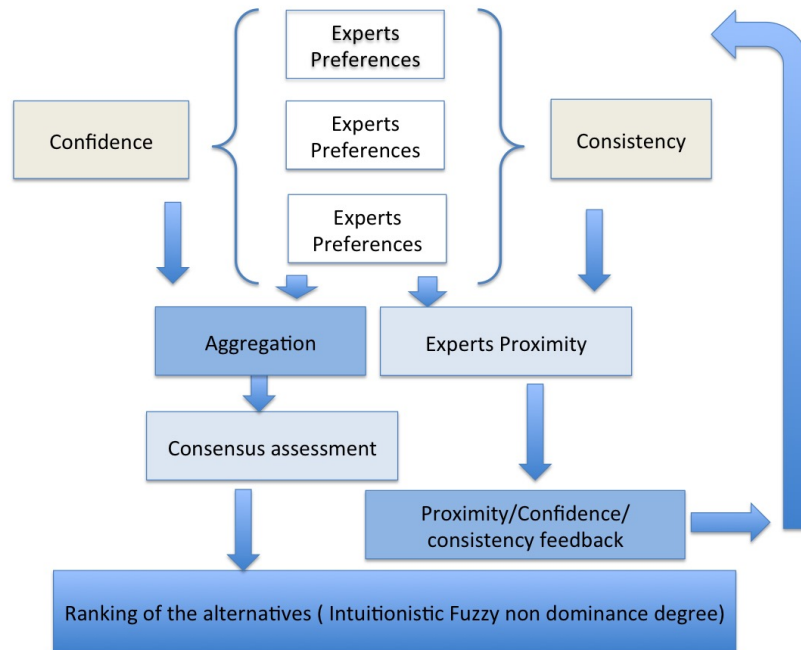 Experts
Preferences
Confidence
Experts
Preferences
Consistency
Experts
Preferences
Aggregation
Experts Proximity
Consensus assessment
Proximity/Confidence/
consistency feedback
Ranking of the alternatives ( Intuitionistic Fuzzy non dominance degree)